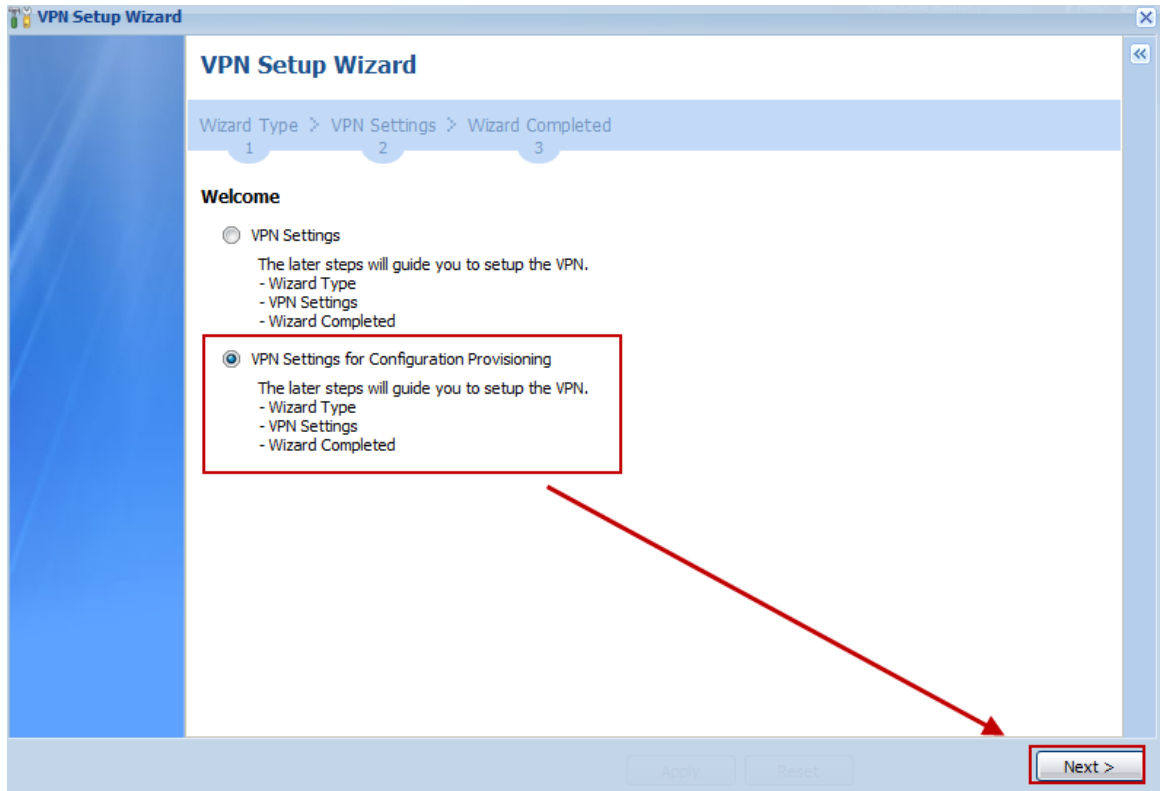 VPN Setup Wizard
VPN Setup Wizard
Wizard Type > VPN Settings > Wizard Completed
1 2 3
Welcome
VPN Settings
The later steps will guide you to setup the VPN.
- Wizard Type
- VPN Settings
- Wizard Completed
VPN Settings for Configuration Provisioning
The later steps will guide you to setup the VPN.
- Wizard Type
- VPN Settings
- Wizard Completed
Apply Reset Next >